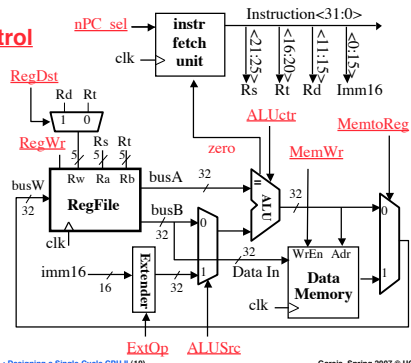 trol
nPC_sel
instr
fetch
unit
clk
Instruction<31:0>
<21:25>
<16:20>
<11:15>
<0:15>
Rs
Rt
Rd
Imm16
RegDst
Rd
Rt
1
0
RegWr
Rs
Rt
5
5
5
zero
ALUctr
MemWr
MemtoReg
busW
32
Rw
Ra
Rb
RegFile
clk
busA
32
busB
32
=
ALU
32
0
1
0
1
imm16
16
Extender
32
Data In
32
WrEn
Adr
Data
Memory
clk
ExtOp
ALUSrc